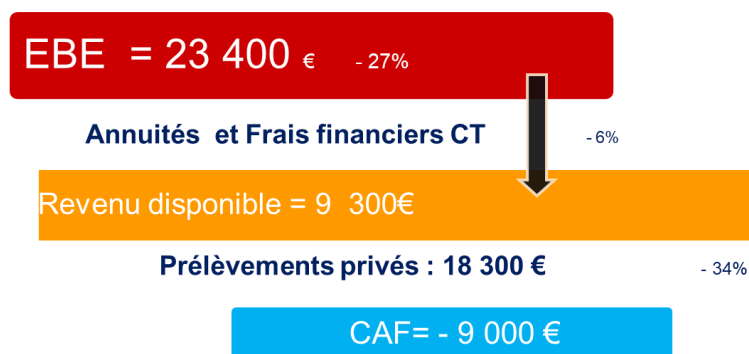 EBE = 23 400 € - 27%
Annuités et Frais financiers CT - 6%
Revenu disponible = 9 300€
Prélèvements privés : 18 300 € - 34%
CAF= - 9 000 €